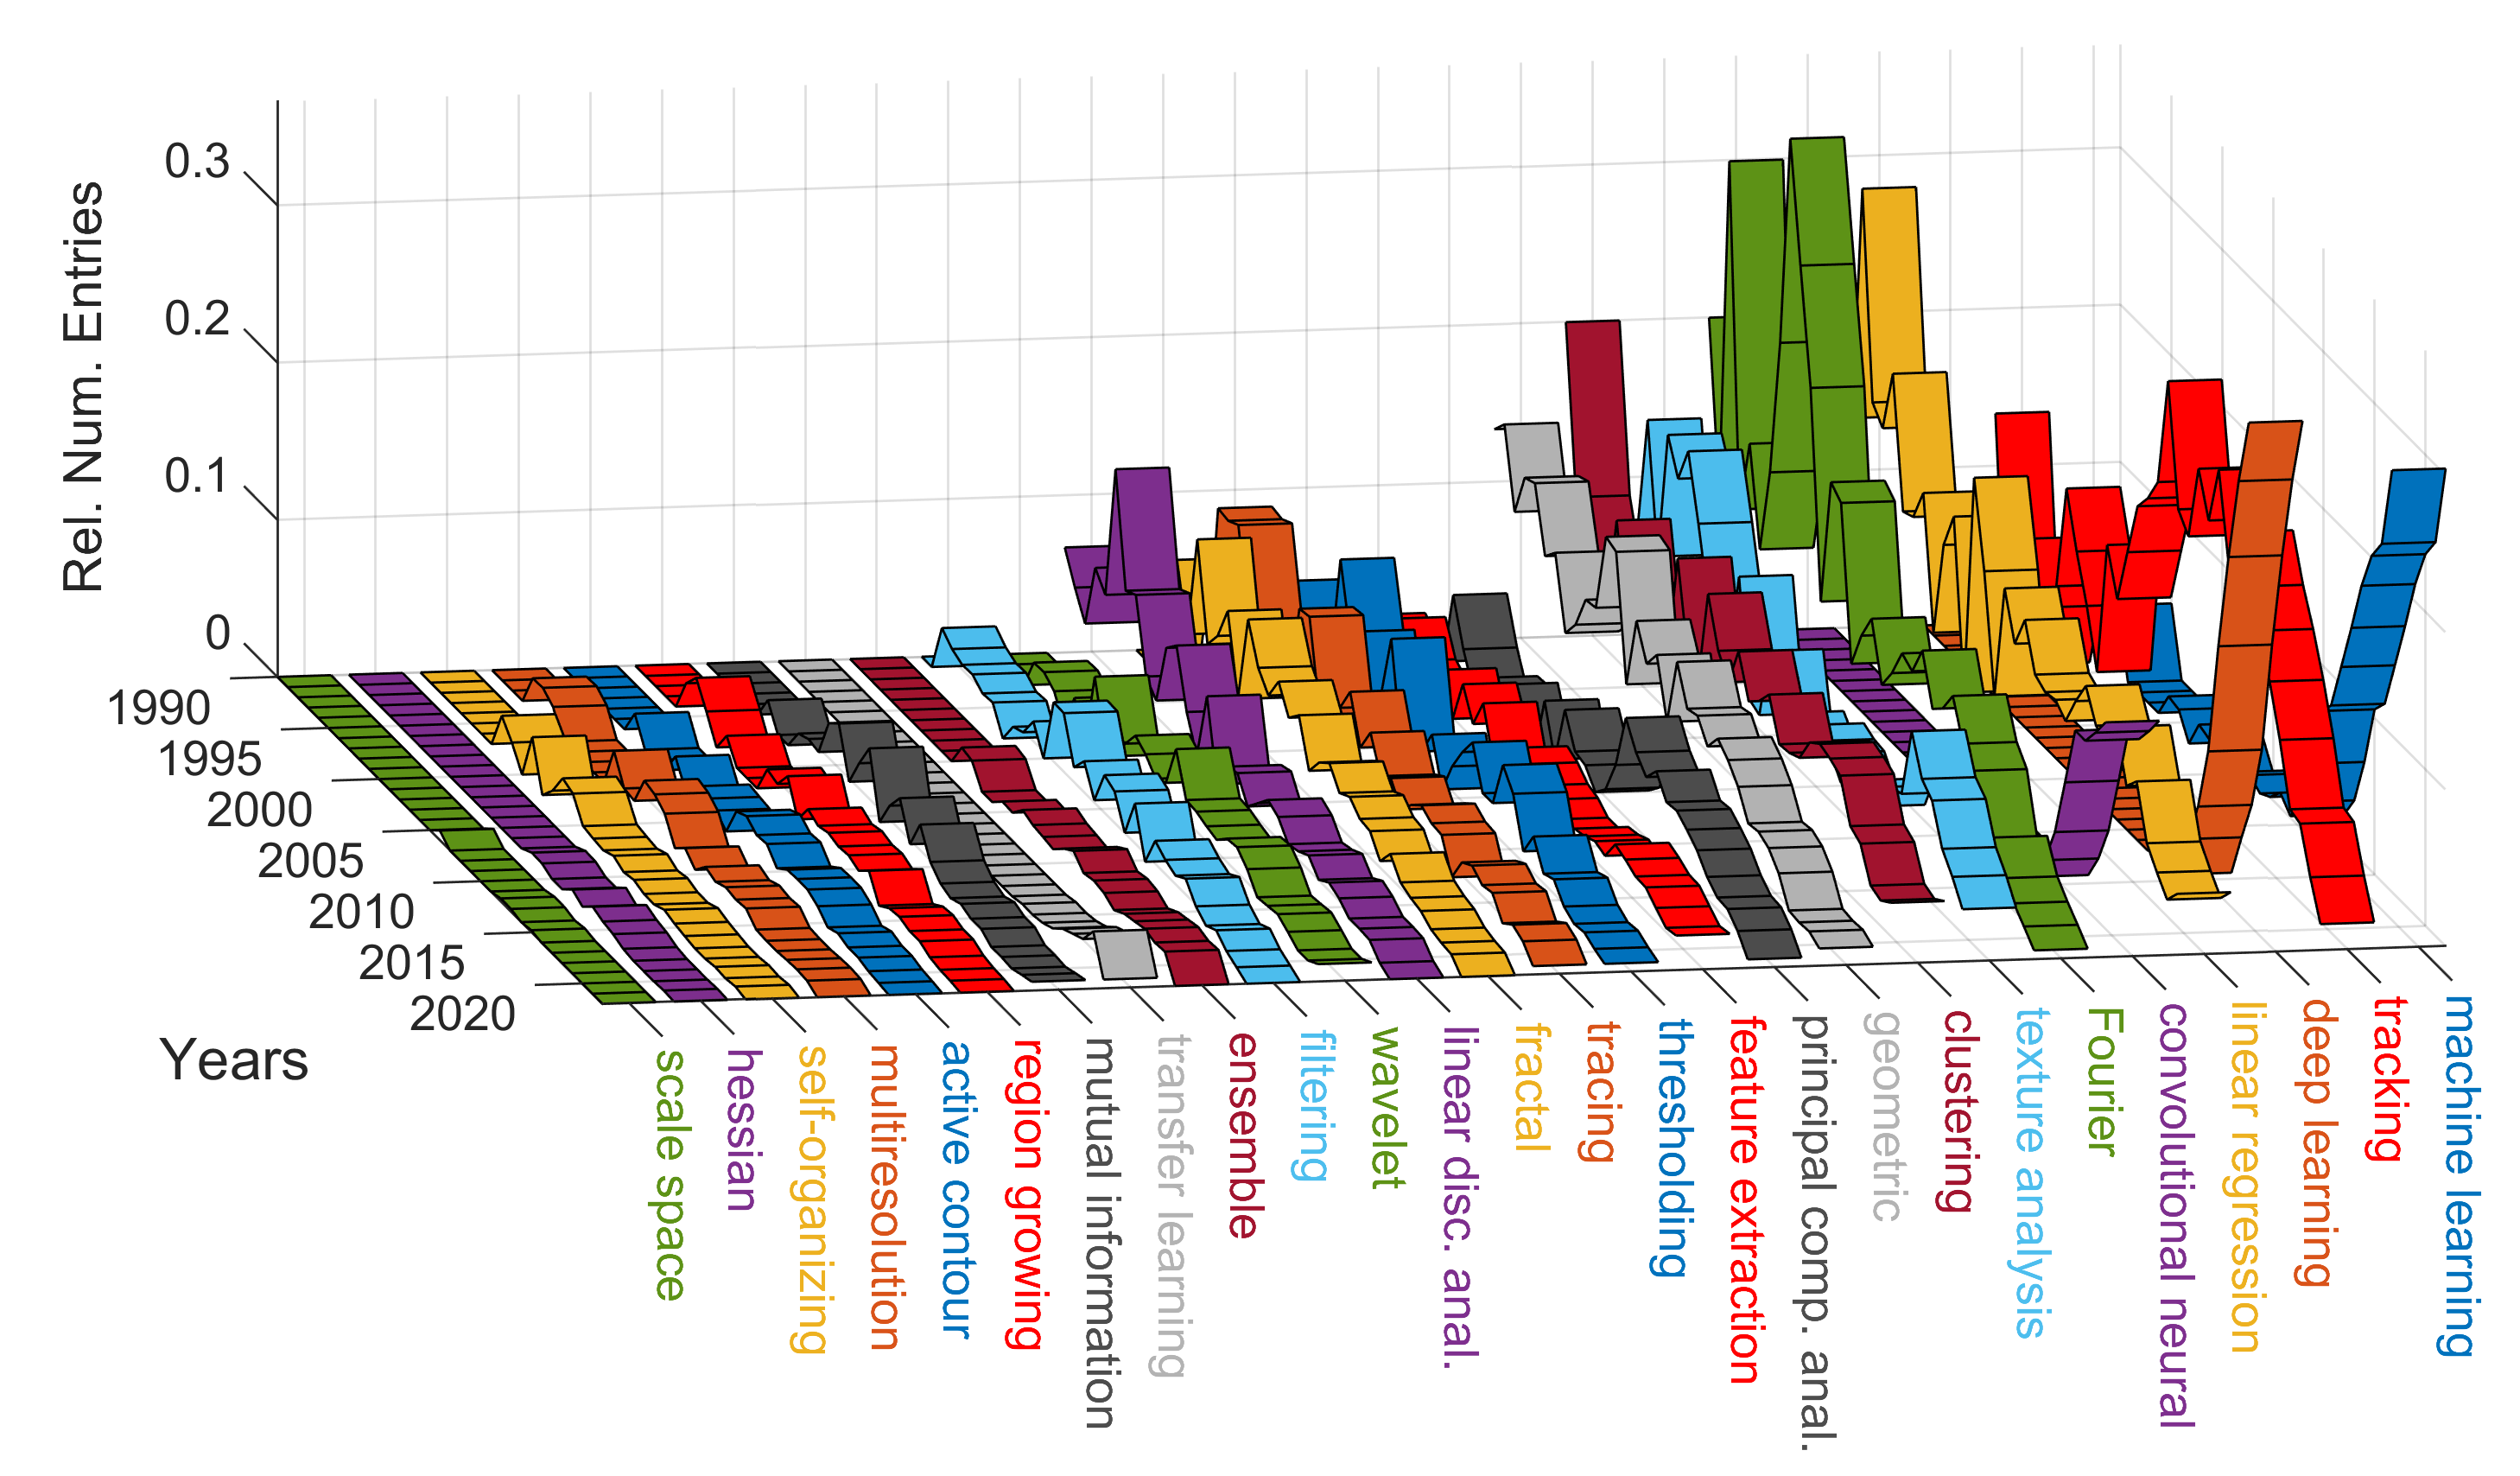 Rel. Num. Entries
0.3
0.2
0.1
0
1990
1995
2000
2005
2010
2015
2020
Years
scale space
hessian
self-organizing
multiresolution
active contour
region growing
mutual information
transfer learning
ensemble
filtering
wavelet
linear disc. anal.
fractal
tracing
thresholding
feature extraction
principal comp. anal.
geometric
clustering
texture analysis
Fourier
convolutional neural
linear regression
deep learning
tracking
machine learning